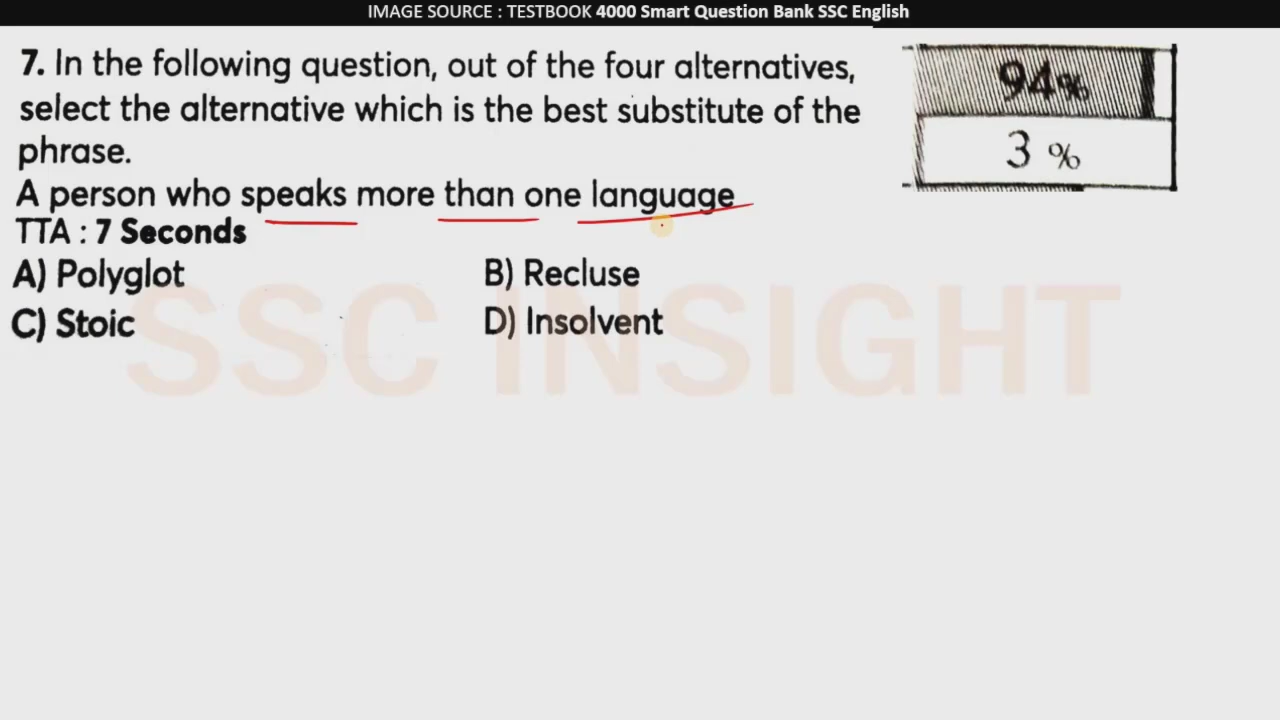 IMAGE SOURCE : TESTBOOK 4000 Smart Question Bank SSC English
7. In the following question, out of the four alternatives,
select the alternative which is the best substitute of the
phrase.
A person who speaks more than one language
TTA : 7 Seconds
A) Polyglot
B) Recluse
C) Stoic
D) Insolvent
94%
3 %
SSC INSIGHT